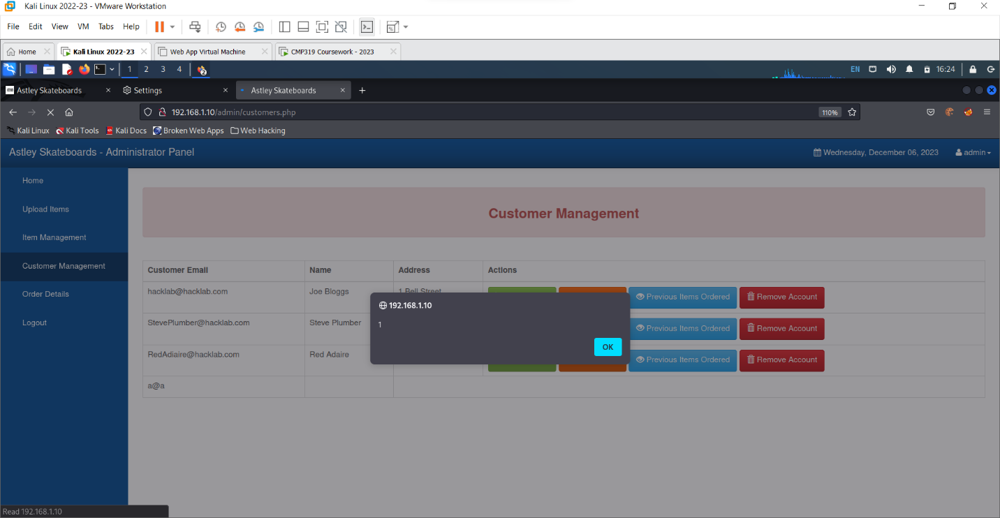 Kali Linux 2022-23 - VMware Workstation
File Edit View VM Tabs Help
Home Kali Linux 2022-23 Web App Virtual Machine CMP319 Coursework - 2023
1 2 3 4 2 EN 16:24
Astley Skateboards Settings Astley Skateboards
192.168.1.10/admin/customers.php 110%
Kali Linux Kali Tools Kali Docs Broken Web Apps Web Hacking
Astley Skateboards - Administrator Panel Wednesday, December 06, 2023 admin
Home
Upload Items
Item Management
Customer Management
Order Details
Logout
Customer Management
Customer Email Name Address Actions
hacklab@hacklab.com Joe Bloggs 1 Bell Street Previous Items Ordered Remove Account
StevePlumber@hacklab.com Steve Plumber Previous Items Ordered Remove Account
RedAdiaire@hacklab.com Red Adaire Previous Items Ordered Remove Account
a@a
192.168.1.10
1
OK
Read 192.168.1.10